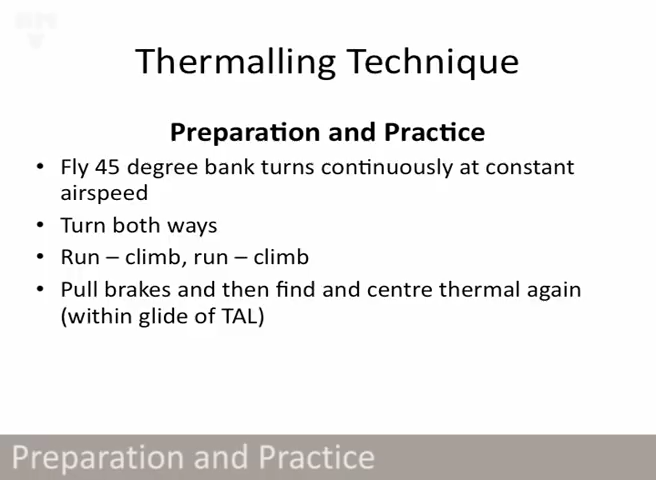 Thermalling Technique
Preparation and Practice
• Fly 45 degree bank turns continuously at constant
airspeed
• Turn both ways
• Run – climb, run – climb
• Pull brakes and then find and centre thermal again
(within glide of TAL)
Preparation and Practice